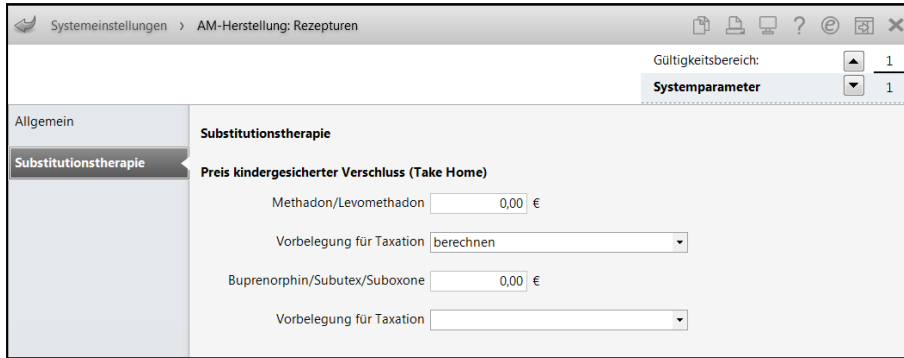 Systemeinstellungen › AM-Herstellung: Rezepturen
Gültigkeitsbereich: 1
Systemparameter 1
Allgemein
Substitutionstherapie
Substitutionstherapie
Preis kindergesicherter Verschluss (Take Home)
Methadon/Levomethadon 0,00 €
Vorbelegung für Taxation berechnen
Buprenorphin/Subutex/Suboxone 0,00 €
Vorbelegung für Taxation